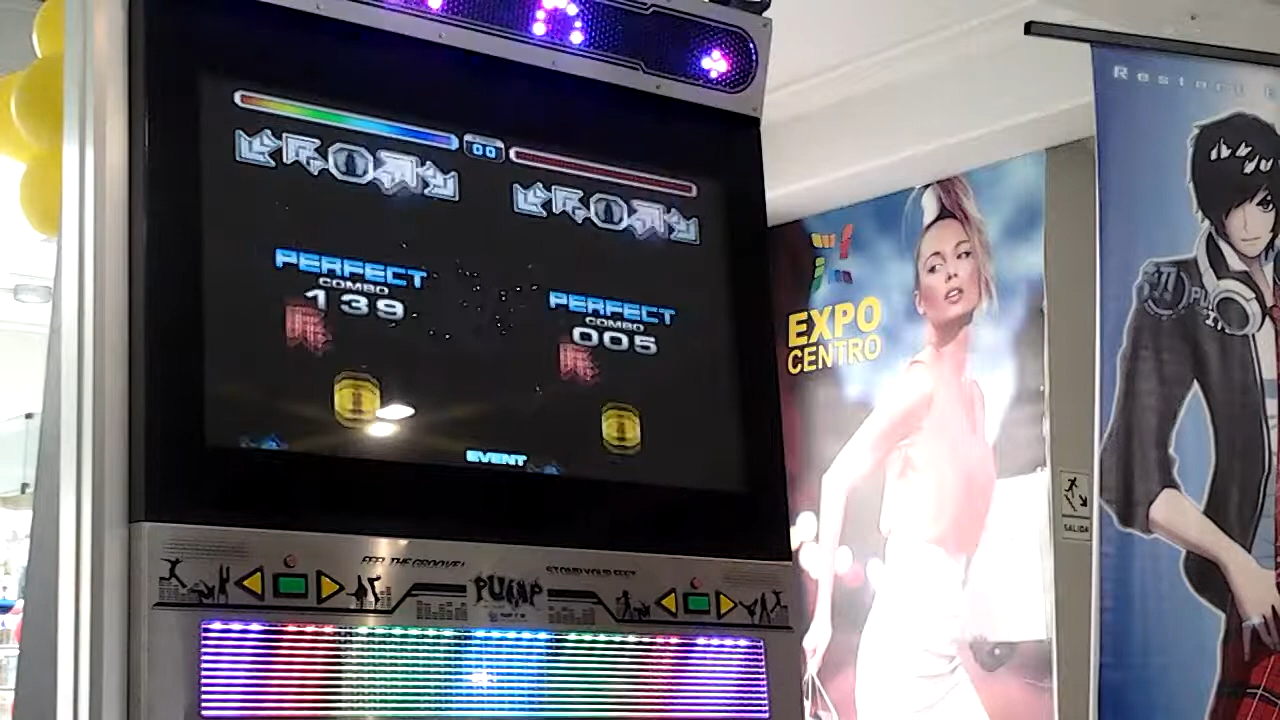 00
PERFECT
COMBO
139
PERFECT
COMBO
005
EVENT
FEEL THE GROOVE!
STOMP YOUR FEET
PUMP
EXPO
CENTRO
SALIDA